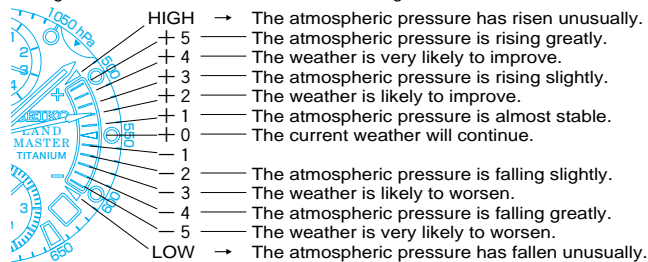 HIGH → The atmospheric pressure has risen unusually.
+ 5 The atmospheric pressure is rising greatly.
+ 4 The weather is very likely to improve.
+ 3 The atmospheric pressure is rising slightly.
+ 2 The weather is likely to improve.
+ 1 The atmospheric pressure is almost stable.
+ 0 The current weather will continue.
− 1
− 2 The atmospheric pressure is falling slightly.
− 3 The weather is likely to worsen.
− 4 The atmospheric pressure is falling greatly.
− 5 The weather is very likely to worsen.
LOW → The atmospheric pressure has fallen unusually.
1050 hPa
500
+
SEIKO
LAND
MASTER
TITANIUM
550
600
650
3